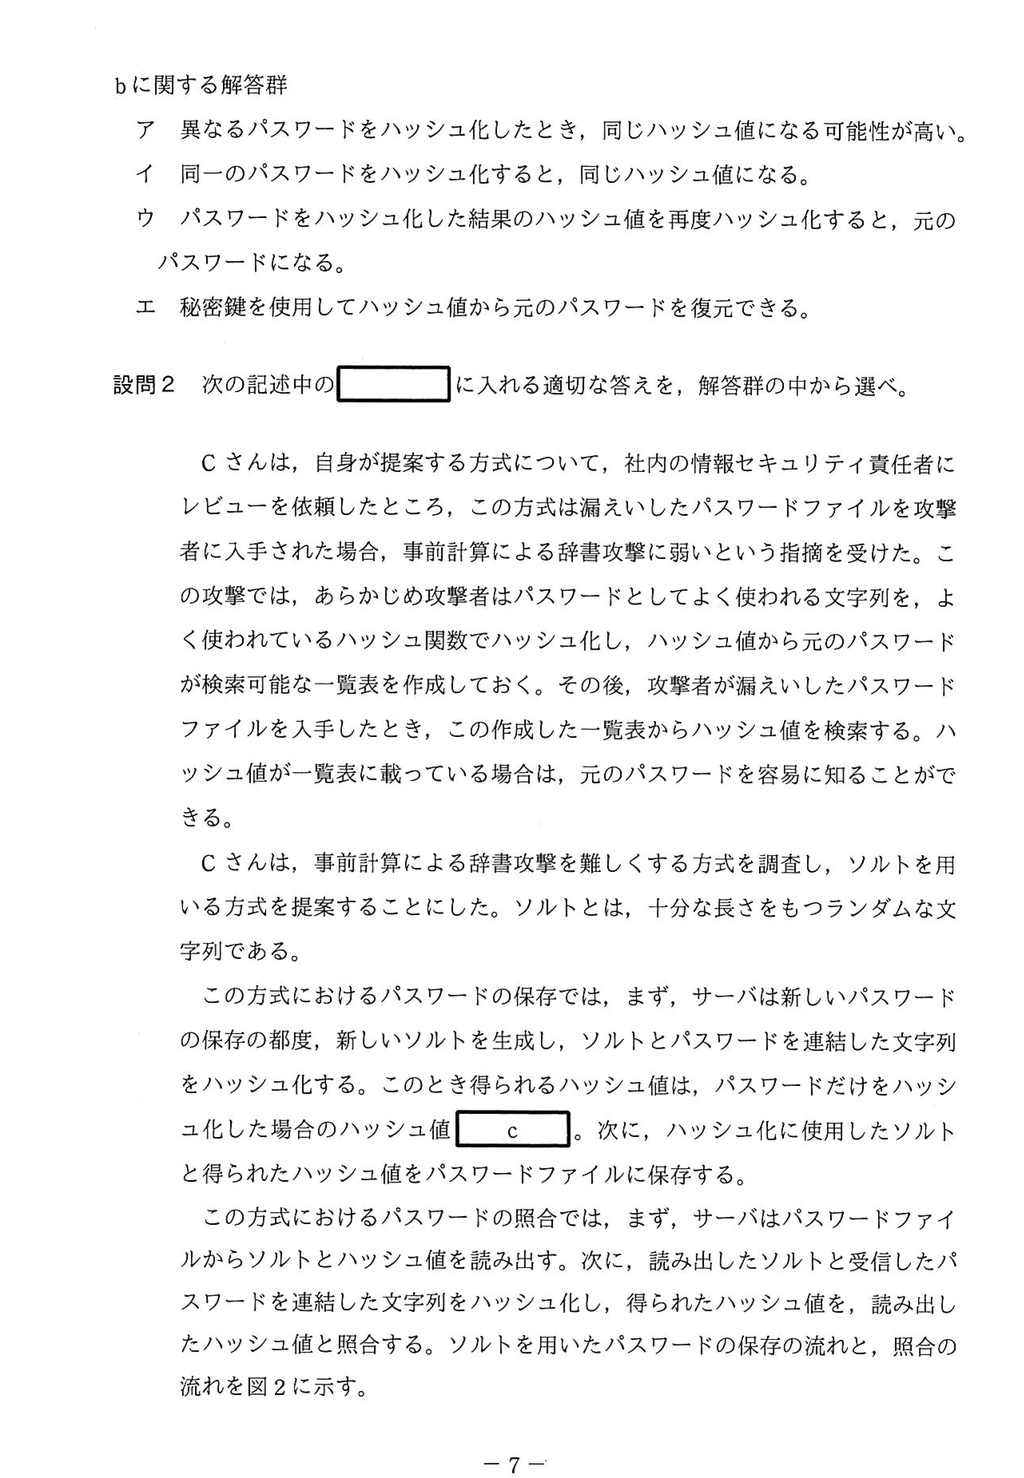 bに関する解答群
ア　異なるパスワードをハッシュ化したとき，同じハッシュ値になる可能性が高い。
イ　同一のパスワードをハッシュ化すると，同じハッシュ値になる。
ウ　パスワードをハッシュ化した結果のハッシュ値を再度ハッシュ化すると，元の
パスワードになる。
エ　秘密鍵を使用してハッシュ値から元のパスワードを復元できる。
設問2　次の記述中の　　　　に入れる適切な答えを，解答群の中から選べ。
Cさんは，自身が提案する方式について，社内の情報セキュリティ責任者に
レビューを依頼したところ，この方式は漏えいしたパスワードファイルを攻撃
者に入手された場合，事前計算による辞書攻撃に弱いという指摘を受けた。こ
の攻撃では，あらかじめ攻撃者はパスワードとしてよく使われる文字列を，よ
く使われているハッシュ関数でハッシュ化し，ハッシュ値から元のパスワード
が検索可能な一覧表を作成しておく。その後，攻撃者が漏えいしたパスワード
ファイルを入手したとき，この作成した一覧表からハッシュ値を検索する。ハ
ッシュ値が一覧表に載っている場合は，元のパスワードを容易に知ることがで
きる。
Cさんは，事前計算による辞書攻撃を難しくする方式を調査し，ソルトを用
いる方式を提案することにした。ソルトとは，十分な長さをもつランダムな文
字列である。
この方式におけるパスワードの保存では，まず，サーバは新しいパスワード
の保存の都度，新しいソルトを生成し，ソルトとパスワードを連結した文字列
をハッシュ化する。このとき得られるハッシュ値は，パスワードだけをハッシ
ュ化した場合のハッシュ値　c　。次に，ハッシュ化に使用したソルト
と得られたハッシュ値をパスワードファイルに保存する。
この方式におけるパスワードの照合では，まず，サーバはパスワードファイ
ルからソルトとハッシュ値を読み出す。次に，読み出したソルトと受信したパ
スワードを連結した文字列をハッシュ化し，得られたハッシュ値を，読み出し
たハッシュ値と照合する。ソルトを用いたパスワードの保存の流れと，照合の
流れを図2に示す。
－ 7 －